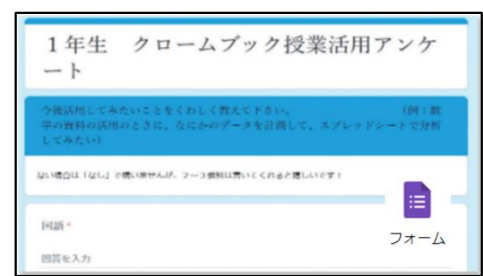 1年生　クロームブック授業活用アンケ
ート
今後活用してみたいことをくわしく教えて下さい。　（例：数
学の資料の活用のときに、なにかのデータを計測して、スプレッドシートで分析
してみたい）
ない場合は「なし」で構いませんが、2〜3個は書いてくれると嬉しいです！
国語 *
回答を入力
フォーム